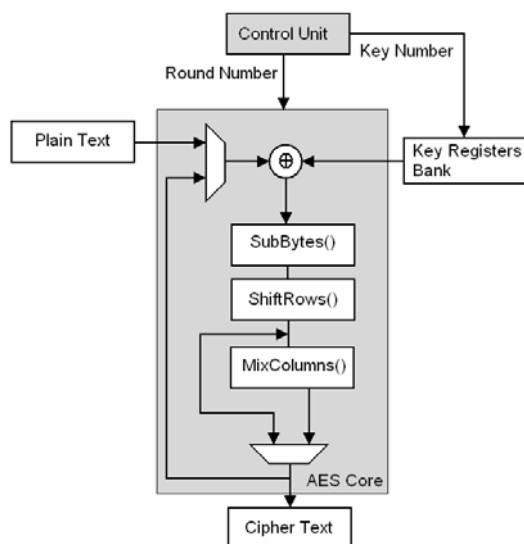 Control Unit
Key Number
Round Number
Plain Text
Key Registers
Bank
SubBytes()
ShiftRows()
MixColumns()
AES Core
Cipher Text